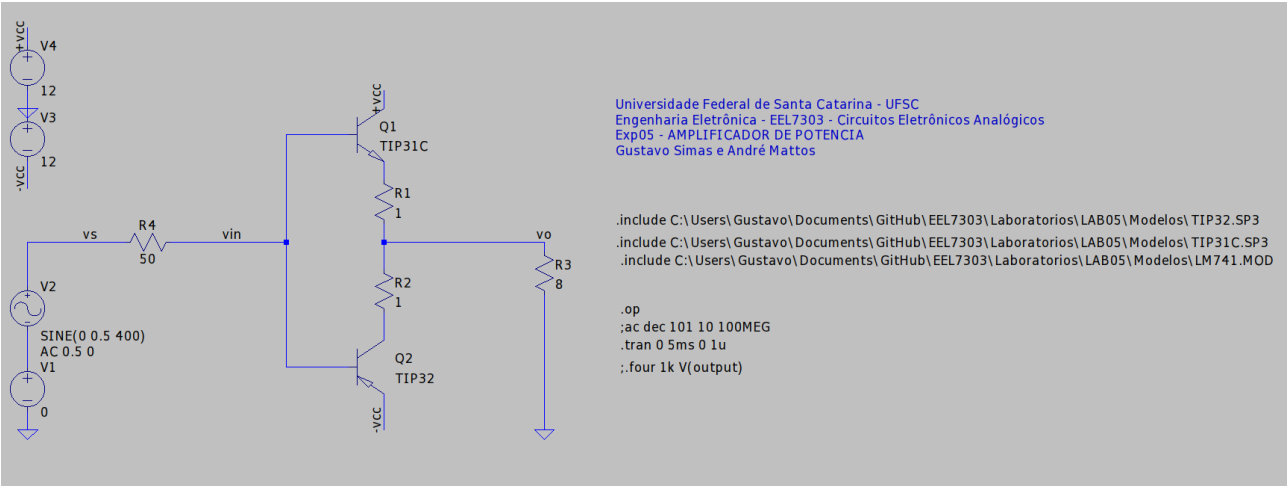 +vcc
V4
12
V3
12
-vcc
+vcc
Q1
TIP31C
R1
1
vs
R4
50
vin
vo
R3
8
R2
1
V2
SINE(0 0.5 400)
AC 0.5 0
V1
0
Q2
TIP32
-vcc
Universidade Federal de Santa Catarina - UFSC
Engenharia Eletrônica - EEL7303 - Circuitos Eletrônicos Analógicos
Exp05 - AMPLIFICADOR DE POTENCIA
Gustavo Simas e André Mattos
.include C:\Users\Gustavo\Documents\GitHub\EEL7303\Laboratorios\LAB05\Modelos\TIP32.SP3
.include C:\Users\Gustavo\Documents\GitHub\EEL7303\Laboratorios\LAB05\Modelos\TIP31C.SP3
.include C:\Users\Gustavo\Documents\GitHub\EEL7303\Laboratorios\LAB05\Modelos\LM741.MOD
.op
;ac dec 101 10 100MEG
.tran 0 5ms 0 1u
;.four 1k V(output)